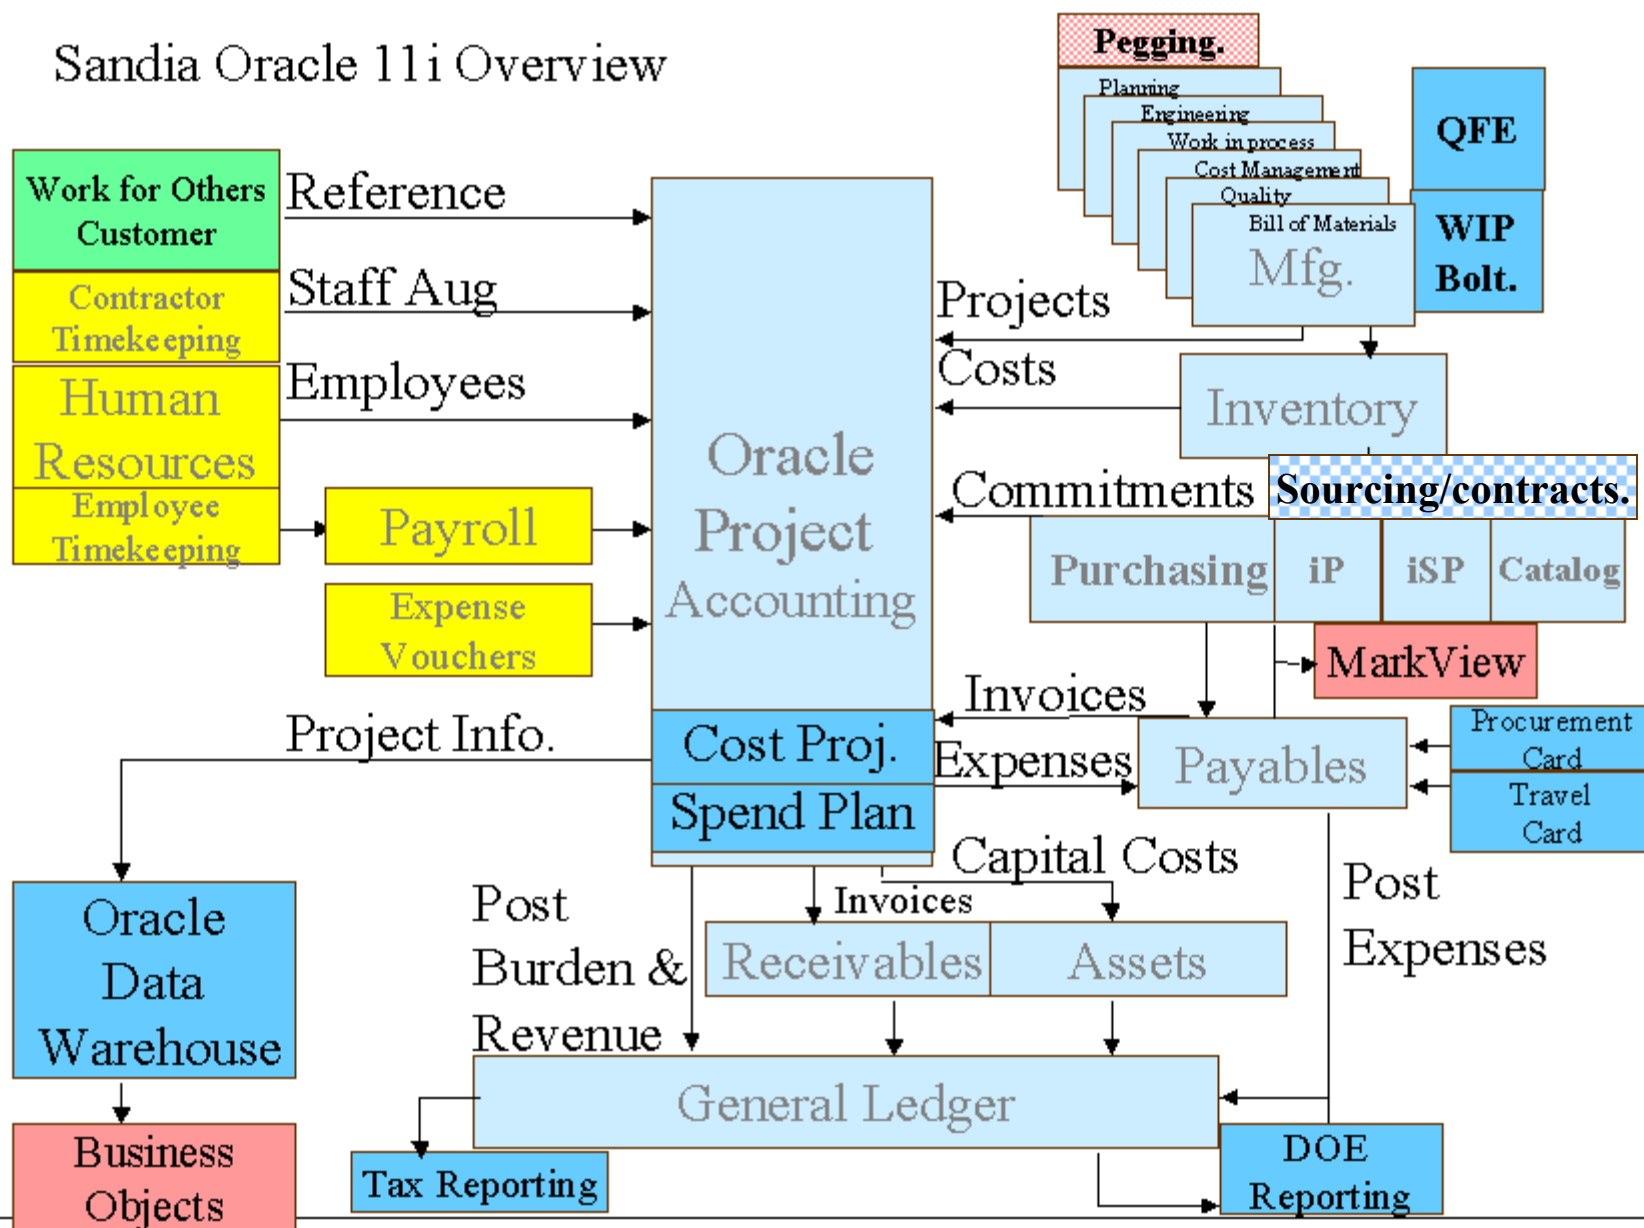 Sandia Oracle 11i Overview
Pegging.
Planning
Engineering
Work in process
Cost Management
Quality
Bill of Materials
Mfg.
QFE
WIP
Bolt.
Work for Others
Customer
Reference
Contractor
Timekeeping
Staff Aug
Human
Resources
Employees
Employee
Timekeeping
Payroll
Expense
Vouchers
Oracle
Project
Accounting
Projects
Costs
Inventory
Commitments
Sourcing/contracts.
Purchasing
iP
iSP
Catalog
MarkView
Invoices
Project Info.
Cost Proj.
Expenses
Spend Plan
Payables
Procurement
Card
Travel
Card
Capital Costs
Post
Burden &
Revenue
Invoices
Receivables
Assets
Post
Expenses
Oracle
Data
Warehouse
General Ledger
Business
Objects
Tax Reporting
DOE
Reporting